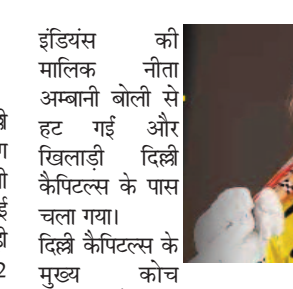 इंडियंस की
मालिक नीता
अम्बानी बोली से
हट गईं और
खिलाड़ी दिल्ली
कैपिटल्स के पास
चला गया।
दिल्ली कैपिटल्स के
मुख्य कोच